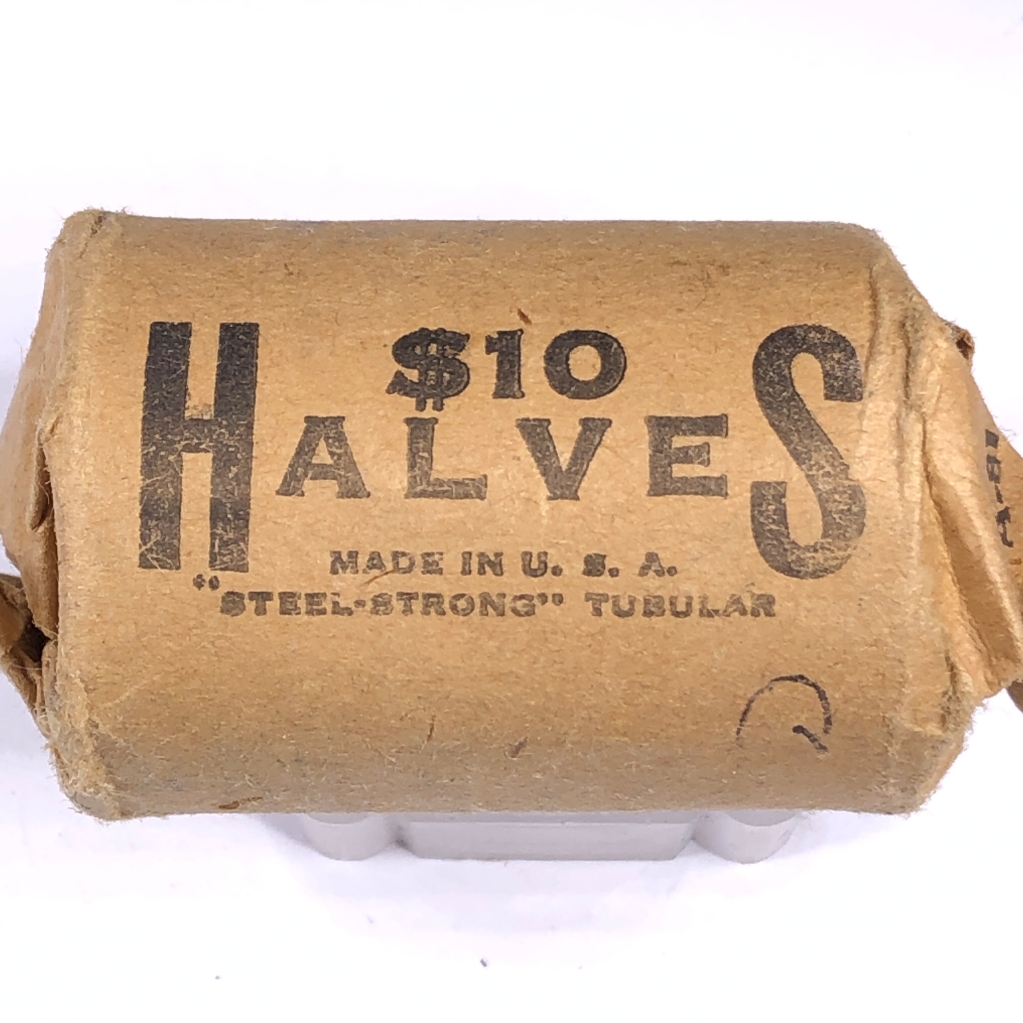 $10
HALVES
MADE IN U. S. A.
"STEEL-STRONG" TUBULAR